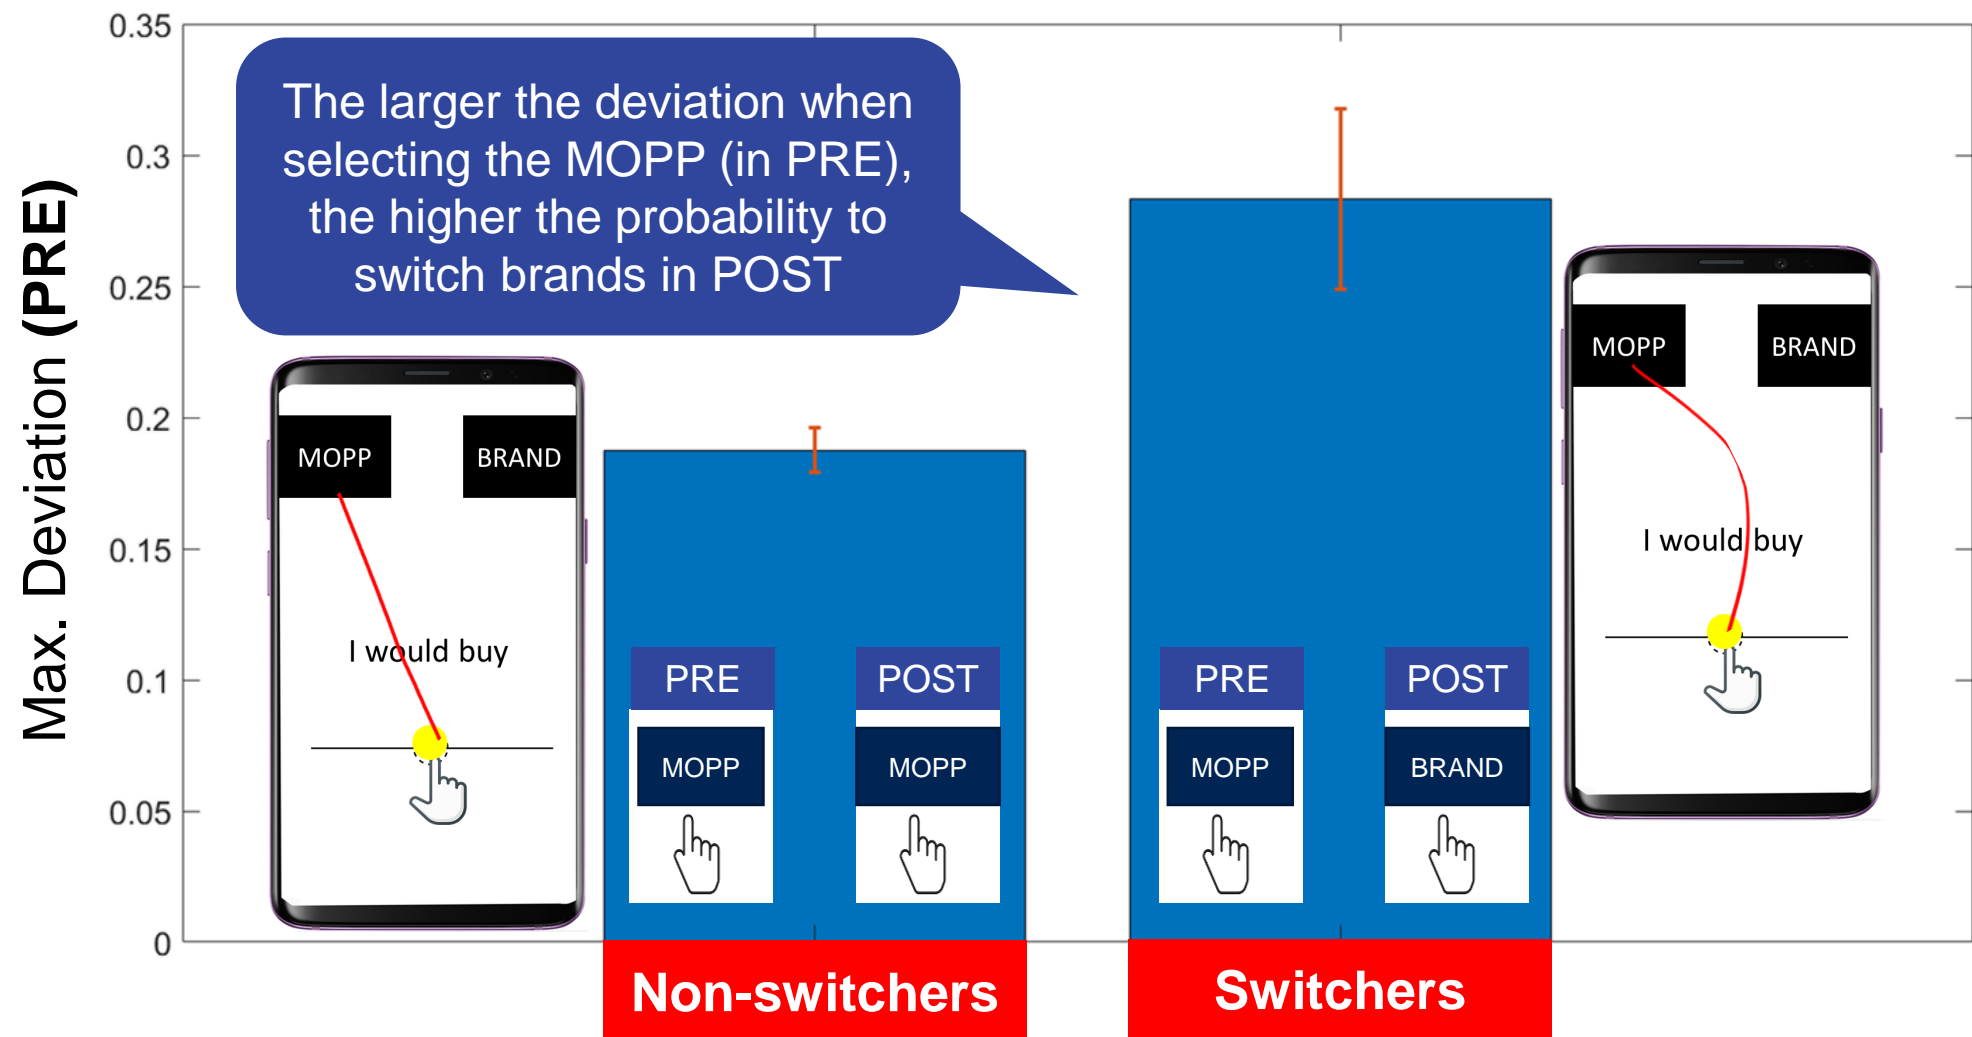 Max. Deviation (PRE)
0.35
0.3
0.25
0.2
0.15
0.1
0.05
0
The larger the deviation when
selecting the MOPP (in PRE),
the higher the probability to
switch brands in POST
MOPP BRAND
I would buy
PRE POST
MOPP MOPP
Non-switchers
PRE POST
MOPP BRAND
Switchers
MOPP BRAND
I would buy